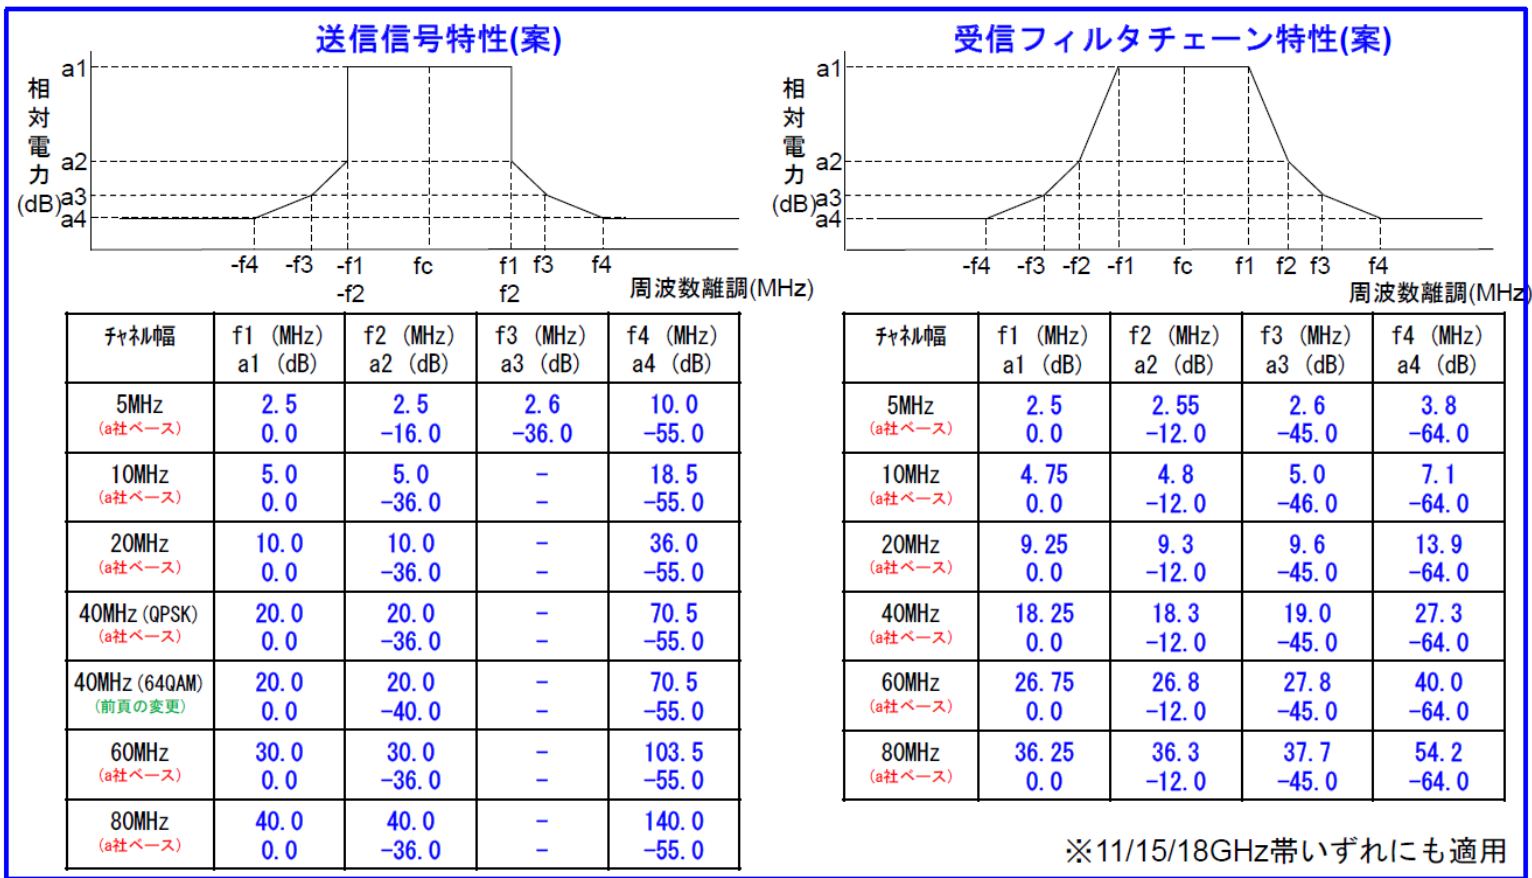 送信信号特性(案)
a1
相対電力
(dB)
a2
a3
a4
-f4 -f3 -f1 fc f1 f3 f4
-f2 f2
周波数離調(MHz)
チャネル幅 f1 (MHz) f2 (MHz) f3 (MHz) f4 (MHz)
a1 (dB) a2 (dB) a3 (dB) a4 (dB)
5MHz 2.5 2.5 2.6 10.0
(a社ベース) 0.0 -16.0 -36.0 -55.0
10MHz 5.0 5.0 - 18.5
(a社ベース) 0.0 -36.0 - -55.0
20MHz 10.0 10.0 - 36.0
(a社ベース) 0.0 -36.0 - -55.0
40MHz(QPSK) 20.0 20.0 - 70.5
(a社ベース) 0.0 -36.0 - -55.0
40MHz(64QAM) 20.0 20.0 - 70.5
(前頁の変更) 0.0 -40.0 - -55.0
60MHz 30.0 30.0 - 103.5
(a社ベース) 0.0 -36.0 - -55.0
80MHz 40.0 40.0 - 140.0
(a社ベース) 0.0 -36.0 - -55.0
受信フィルタチェーン特性(案)
a1
相対電力
(dB)
a2
a3
a4
-f4 -f3 -f2 -f1 fc f1 f2 f3 f4
周波数離調(MHz)
チャネル幅 f1 (MHz) f2 (MHz) f3 (MHz) f4 (MHz)
a1 (dB) a2 (dB) a3 (dB) a4 (dB)
5MHz 2.5 2.55 2.6 3.8
(a社ベース) 0.0 -12.0 -45.0 -64.0
10MHz 4.75 4.8 5.0 7.1
(a社ベース) 0.0 -12.0 -46.0 -64.0
20MHz 9.25 9.3 9.6 13.9
(a社ベース) 0.0 -12.0 -45.0 -64.0
40MHz 18.25 18.3 19.0 27.3
(a社ベース) 0.0 -12.0 -45.0 -64.0
60MHz 26.75 26.8 27.8 40.0
(a社ベース) 0.0 -12.0 -45.0 -64.0
80MHz 36.25 36.3 37.7 54.2
(a社ベース) 0.0 -12.0 -45.0 -64.0
※11/15/18GHz帯いずれにも適用